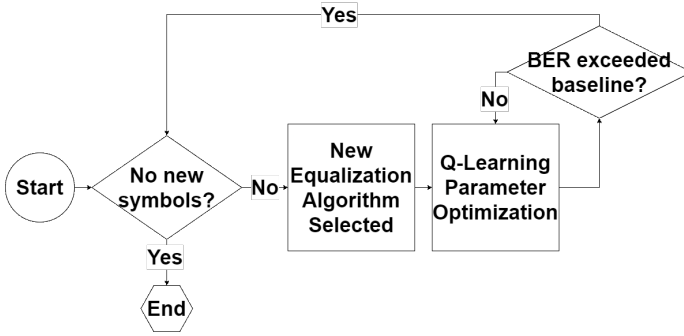 Yes
BER exceeded
baseline?
No
Start
No new
symbols?
No
New
Equalization
Algorithm
Selected
Q-Learning
Parameter
Optimization
Yes
End